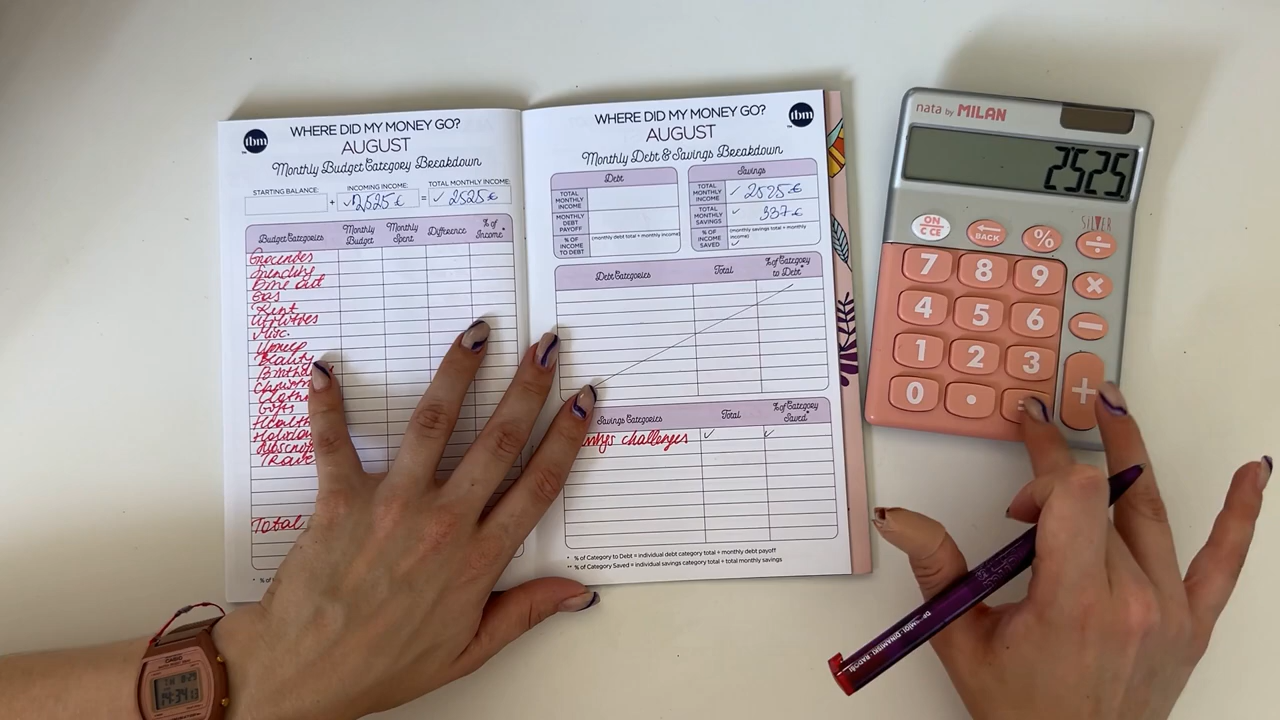 WHERE DID MY MONEY GO?
tbm
AUGUST
Monthly Budget Category Breakdown
STARTING BALANCE:
INCOMING INCOME:
TOTAL MONTHLY INCOME:
+ 2525 € = 2525 €
Budget Categories
Monthly Budget
Monthly Spent
Difference
% of Income*
Groceries
Dine out
Gas
Rent
Utilities
Misc.
Upkeep
Beauty
Gifts
Total
WHERE DID MY MONEY GO?
tbm
AUGUST
Monthly Debt & Savings Breakdown
Debt
TOTAL MONTHLY INCOME
MONTHLY DEBT PAYOFF
% OF INCOME TO DEBT
(monthly debt total ÷ monthly income)
Savings
TOTAL MONTHLY INCOME
2525 €
TOTAL MONTHLY SAVINGS
337 €
% OF INCOME SAVED
(monthly savings total ÷ monthly income)
Debt Categories
Total
% of Category to Debt*
Savings Categories
Total
% of Category Saved**
challenges
* % of Category to Debt = individual debt category total ÷ monthly debt payoff
** % of Category Saved = individual savings category total ÷ total monthly savings
nata by MILAN
2525
SILVER
ON C CE
BACK
%
÷
7 8 9 ×
4 5 6 −
1 2 3 +
0 .
CASIO